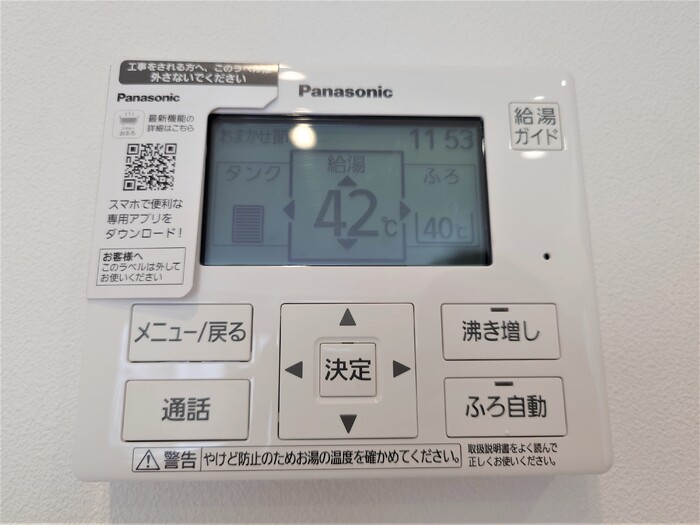 工事をされる方へ、このラベルは
外さないでください
Panasonic
最新機能の
詳細はこちら
スマホで便利な
専用アプリを
ダウンロード!
お客様へ
このラベルは外して
お使いください
Panasonic
給湯
ガイド
おまかせ
11 53
タンク
給湯
42℃
ふろ
40℃
メニュー/戻る
通話
決定
沸き増し
ふろ自動
警告
やけど防止のためお湯の温度を確かめてください。
取扱説明書をよく読んで
正しくお使いください。